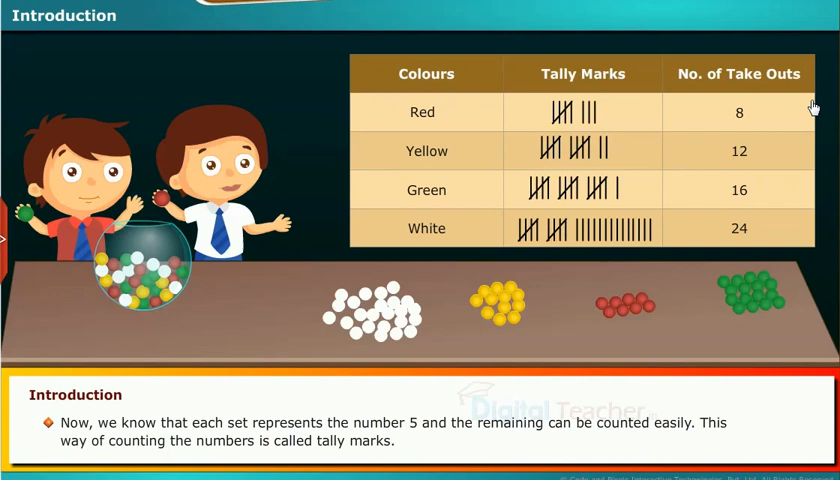 Introduction
Colours Tally Marks No. of Take Outs
Red 8
Yellow 12
Green 16
White 24
Introduction
Now, we know that each set represents the number 5 and the remaining can be counted easily. This
way of counting the numbers is called tally marks.
Digital Teacher